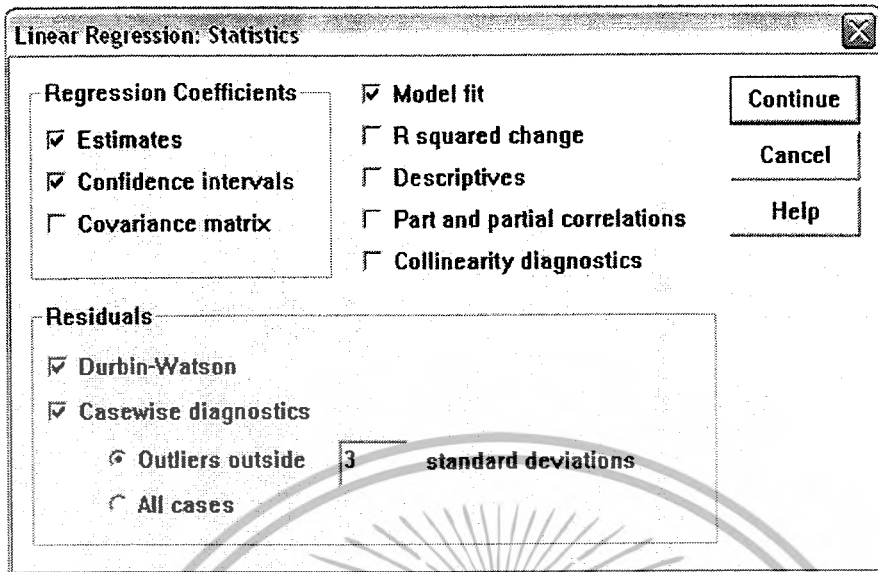 Linear Regression: Statistics
Regression Coefficients
Estimates
Confidence intervals
Covariance matrix
Model fit
R squared change
Descriptives
Part and partial correlations
Collinearity diagnostics
Continue
Cancel
Help
Residuals
Durbin-Watson
Casewise diagnostics
Outliers outside 3 standard deviations
All cases